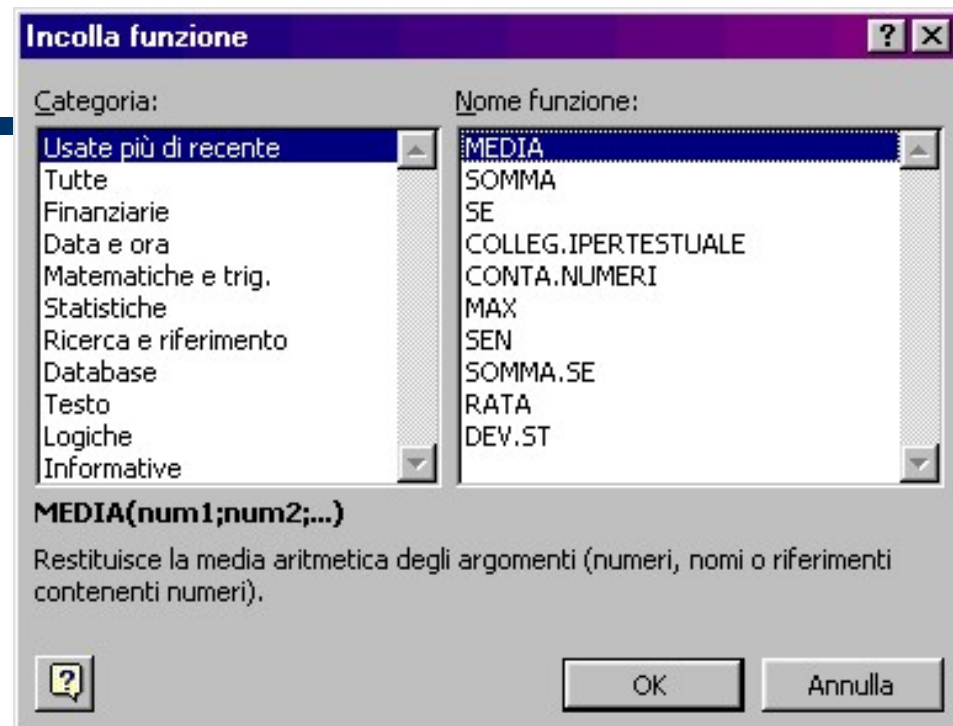 Incolla funzione
Categoria:
Usate più di recente
Tutte
Finanziarie
Data e ora
Matematiche e trig.
Statistiche
Ricerca e riferimento
Database
Testo
Logiche
Informative
Nome funzione:
MEDIA
SOMMA
SE
COLLEG.IPERTESTUALE
CONTA.NUMERI
MAX
SEN
SOMMA.SE
RATA
DEV.ST
MEDIA(num1;num2;...)
Restituisce la media aritmetica degli argomenti (numeri, nomi o riferimenti
contenenti numeri).
OK
Annulla